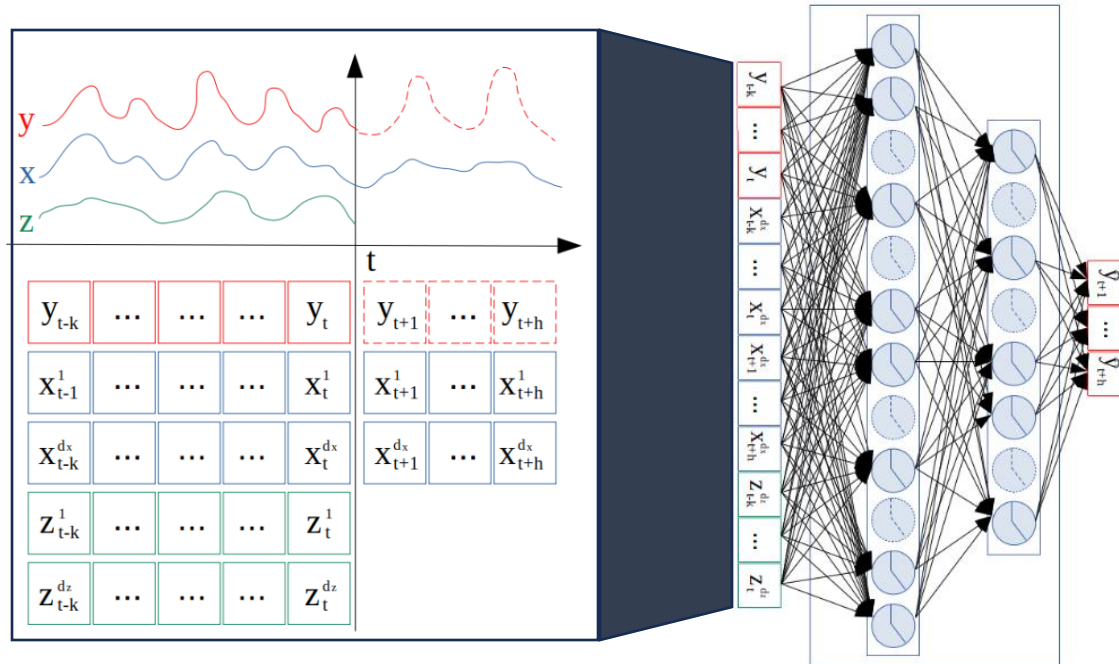 y
x
z
t
y_{t-k} ... ... ... y_t y_{t+1} ... y_{t+h}
x^1_{t-1} ... ... ... x^1_t x^1_{t+1} ... x^1_{t+h}
x^{dx}_{t-k} ... ... ... x^{dx}_t x^{dx}_{t+1} ... x^{dx}_{t+h}
z^1_{t-k} ... ... ... z^1_t
z^{dz}_{t-k} ... ... ... z^{dz}_t
y_{t-k}
...
y_t
x^{dx}_{t-k}
...
x^{dx}_t
x^{dx}_{t+1}
...
x^{dx}_{t+h}
z^{dz}_{t-k}
...
z^{dz}_t
ŷ_{t+1}
...
ŷ_{t+h}